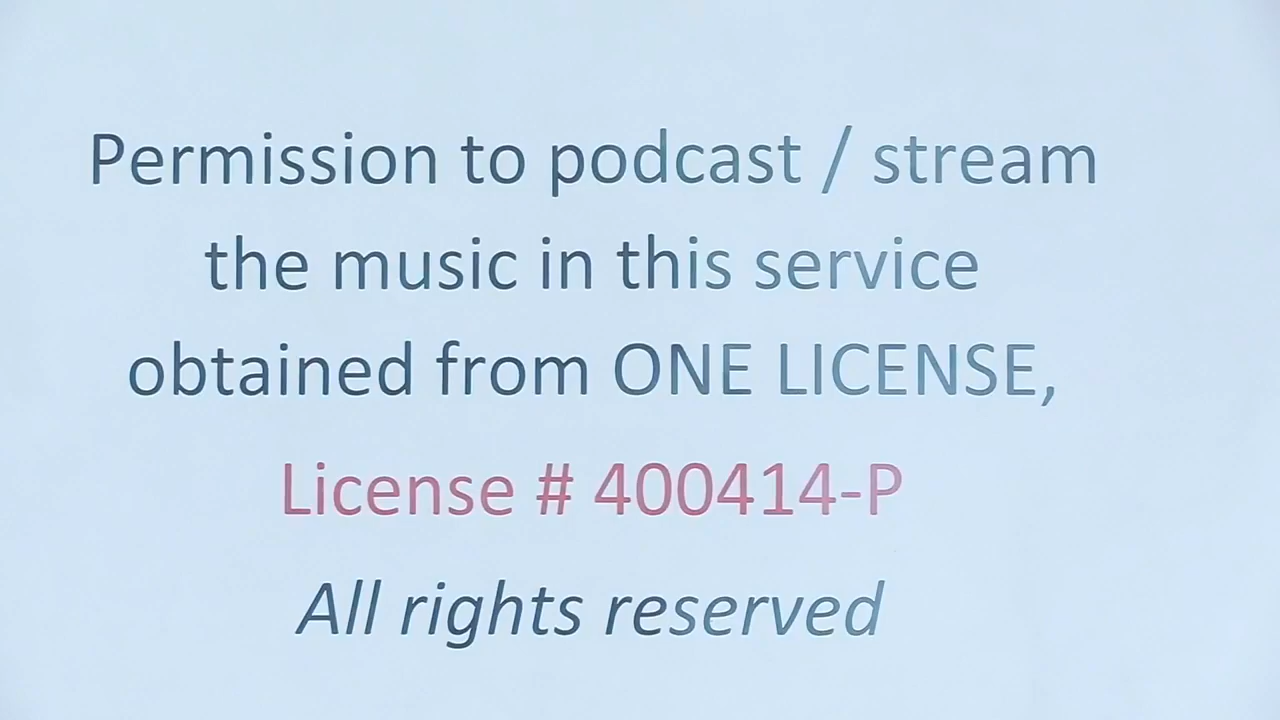 Permission to podcast / stream
the music in this service
obtained from ONE LICENSE,
License # 400414-P
All rights reserved